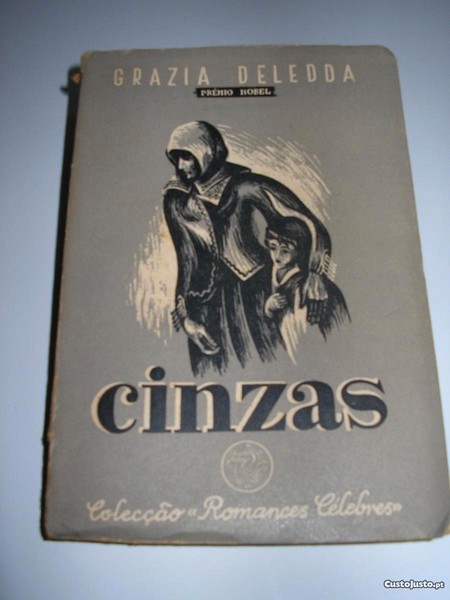 GRAZIA DELEDDA
PRÉMIO NOBEL
cinzas
Colecção «Romances Célebres»
Custojusto.pt